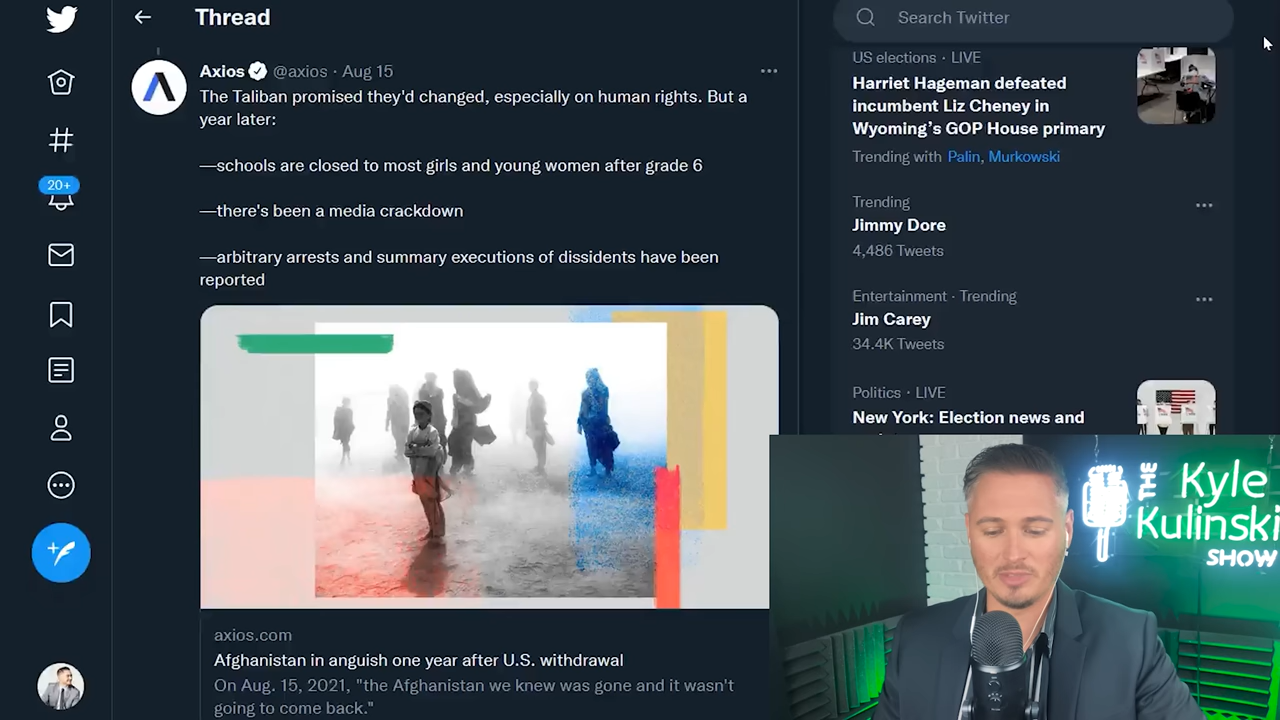 Thread
Search Twitter
20+
Axios @axios · Aug 15
The Taliban promised they'd changed, especially on human rights. But a
year later:
—schools are closed to most girls and young women after grade 6
—there's been a media crackdown
—arbitrary arrests and summary executions of dissidents have been
reported
axios.com
Afghanistan in anguish one year after U.S. withdrawal
On Aug. 15, 2021, "the Afghanistan we knew was gone and it wasn't
going to come back."
US elections · LIVE
Harriet Hageman defeated
incumbent Liz Cheney in
Wyoming’s GOP House primary
Trending with Palin, Murkowski
Trending
Jimmy Dore
4,486 Tweets
Entertainment · Trending
Jim Carey
34.4K Tweets
Politics · LIVE
New York: Election news and
THE
Kyle
Kulinski
SHOW